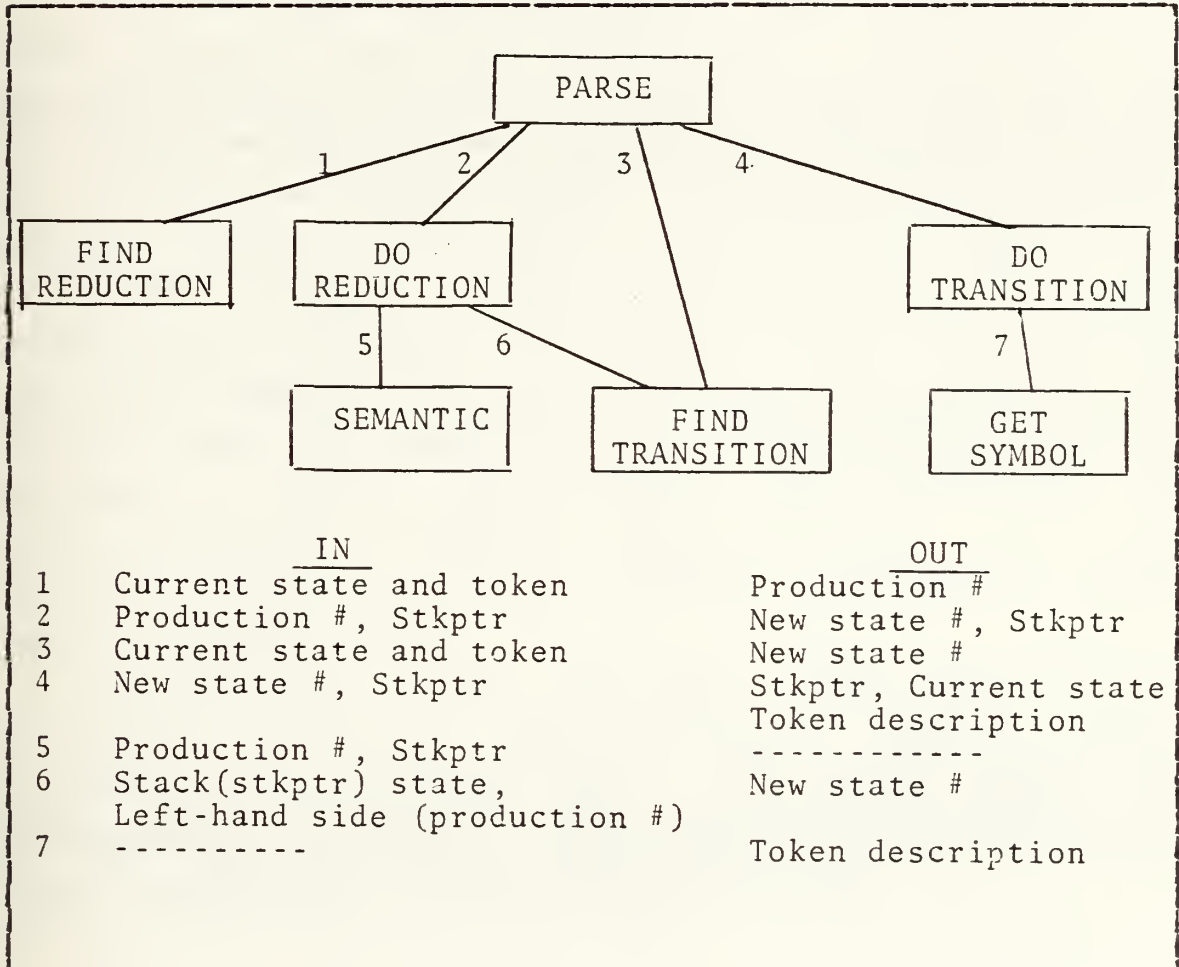 PARSE
1 2 3 4.
FIND
REDUCTION
DO
REDUCTION
DO
TRANSITION
5 6 7
SEMANTIC
FIND
TRANSITION
GET
SYMBOL
IN OUT
1 Current state and token Production #
2 Production #, Stkptr New state #, Stkptr
3 Current state and token New state #
4 New state #, Stkptr Stkptr, Current state
Token description
5 Production #, Stkptr - - - - - - - - - - - -
6 Stack(stkptr) state, New state #
Left-hand side (production #)
7 - - - - - - - - - - Token description